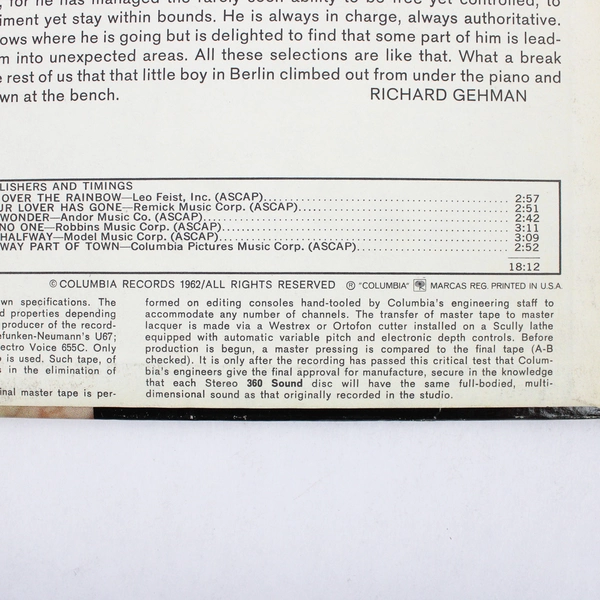 , for he has managed the rarely seen ability to be free yet controlled, to
iment yet stay within bounds. He is always in charge, always authoritative.
ows where he is going but is delighted to find that some part of him is lead-
m into unexpected areas. All these selections are like that. What a break
e rest of us that that little boy in Berlin climbed out from under the piano and
wn at the bench. RICHARD GEHMAN
LISHERS AND TIMINGS
OVER THE RAINBOW—Leo Feist, Inc. (ASCAP) 2:57
UR LOVER HAS GONE—Remick Music Corp. (ASCAP) 2:51
WONDER—Andor Music Co. (ASCAP) 2:42
NO ONE—Robbins Music Corp. (ASCAP) 3:11
HALFWAY—Model Music Corp. (ASCAP) 3:09
WAY PART OF TOWN—Columbia Pictures Music Corp. (ASCAP) 2:52
18:12
© COLUMBIA RECORDS 1962/ALL RIGHTS RESERVED ® "COLUMBIA" MARCAS REG. PRINTED IN U.S.A.
wn specifications. The
d properties depending
producer of the record-
efunken-Neumann's U67;
ectro Voice 655C. Only
is used. Such tape, of
s in the elimination of
inal master tape is per-
formed on editing consoles hand-tooled by Columbia's engineering staff to
accommodate any number of channels. The transfer of master tape to master
lacquer is made via a Westrex or Ortofon cutter installed on a Scully lathe
equipped with automatic variable pitch and electronic depth controls. Before
production is begun, a master pressing is compared to the final tape (A-B
checked). It is only after the recording has passed this critical test that Colum-
bia's engineers give the final approval for manufacture, secure in the knowledge
that each Stereo 360 Sound disc will have the same full-bodied, multi-
dimensional sound as that originally recorded in the studio.